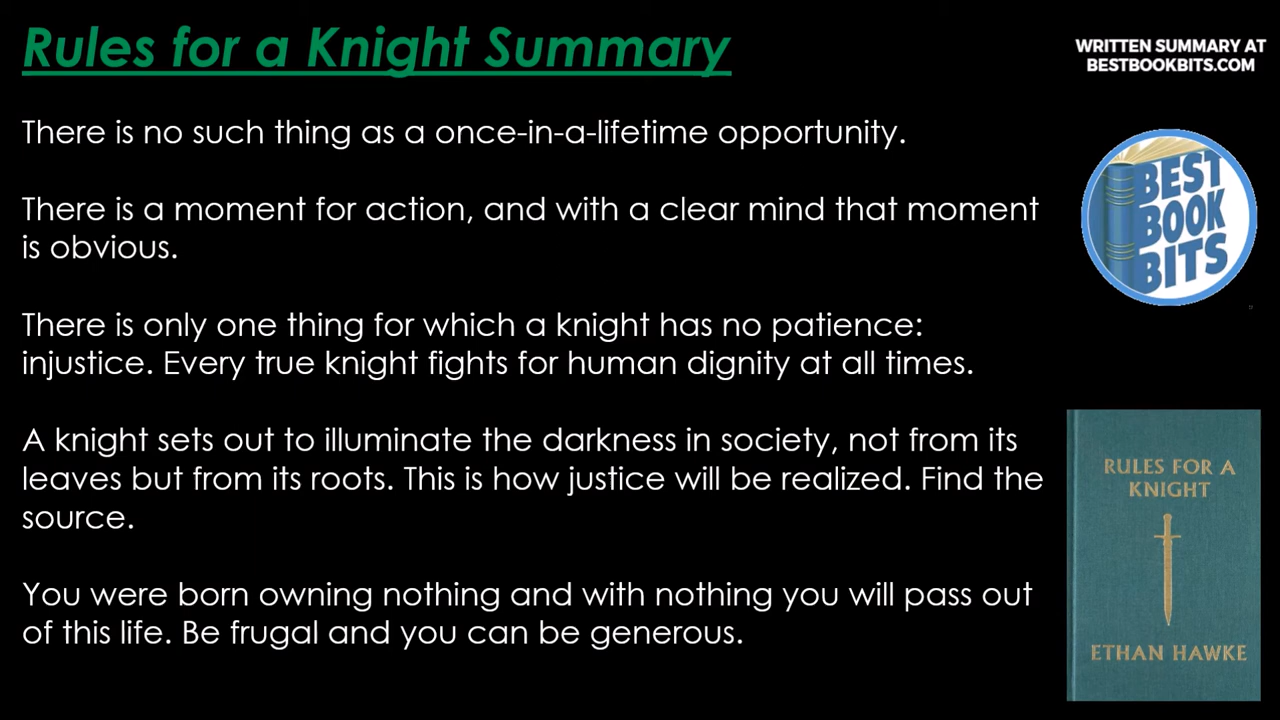 Rules for a Knight Summary
WRITTEN SUMMARY AT
BESTBOOKBITS.COM
There is no such thing as a once-in-a-lifetime opportunity.
There is a moment for action, and with a clear mind that moment
is obvious.
There is only one thing for which a knight has no patience:
injustice. Every true knight fights for human dignity at all times.
A knight sets out to illuminate the darkness in society, not from its
leaves but from its roots. This is how justice will be realized. Find the
source.
You were born owning nothing and with nothing you will pass out
of this life. Be frugal and you can be generous.
BEST
BOOK
BITS
RULES FOR A
KNIGHT
ETHAN HAWKE